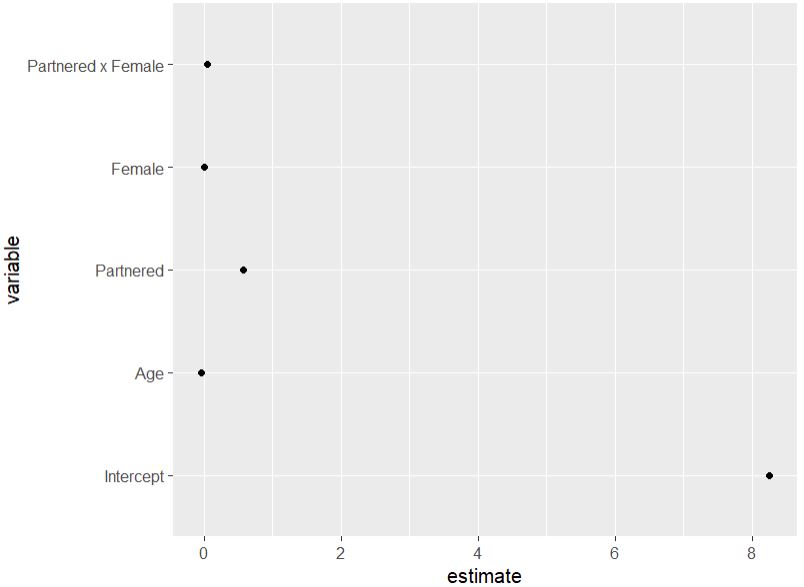 Partnered x Female
Female
Partnered
Age
Intercept
variable
0 2 4 6 8
estimate